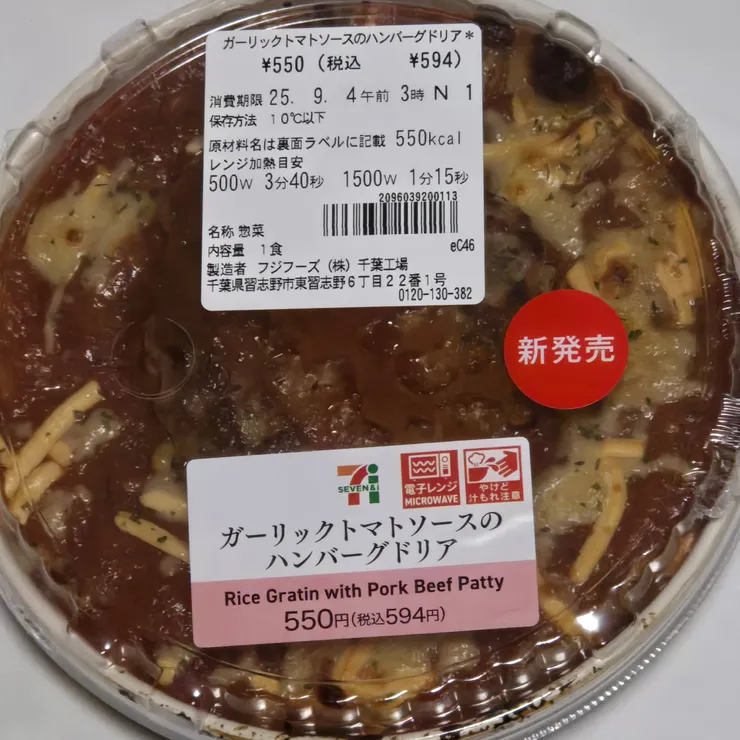 ガーリックトマトソースのハンバーグドリア*
¥550 (税込 ¥594)
消費期限 25. 9. 4午前 3時 N 1
保存方法 10℃以下
原材料名は裏面ラベルに記載 550kcal
レンジ加熱目安
500W 3分40秒 1500W 1分15秒
2096039200113
名称 惣菜
内容量 1食 eC46
製造者 フジフーズ(株)千葉工場
千葉県習志野市東習志野6丁目22番1号
0120-130-382
新発売
7i
SEVEN&i
電子レンジ
MICROWAVE
やけど
汁もれ注意
ガーリックトマトソースの
ハンバーグドリア
Rice Gratin with Pork Beef Patty
550円(税込594円)